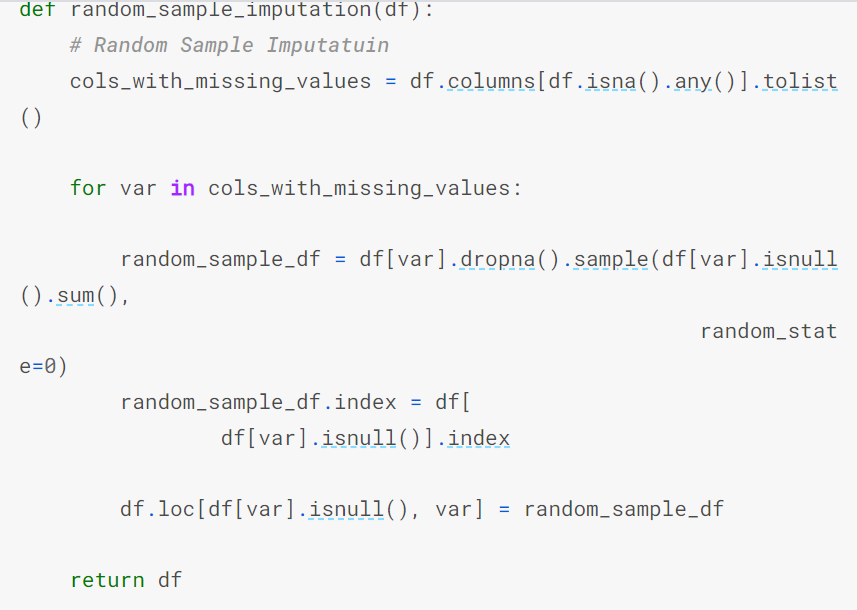 def random_sample_imputation(df):
    # Random Sample Imputatuin
    cols_with_missing_values = df.columns[df.isna().any()].tolist
()
    for var in cols_with_missing_values:
        random_sample_df = df[var].dropna().sample(df[var].isnull
().sum(),
                                                      random_stat
e=0)
        random_sample_df.index = df[
                df[var].isnull()].index
        df.loc[df[var].isnull(), var] = random_sample_df
    return df